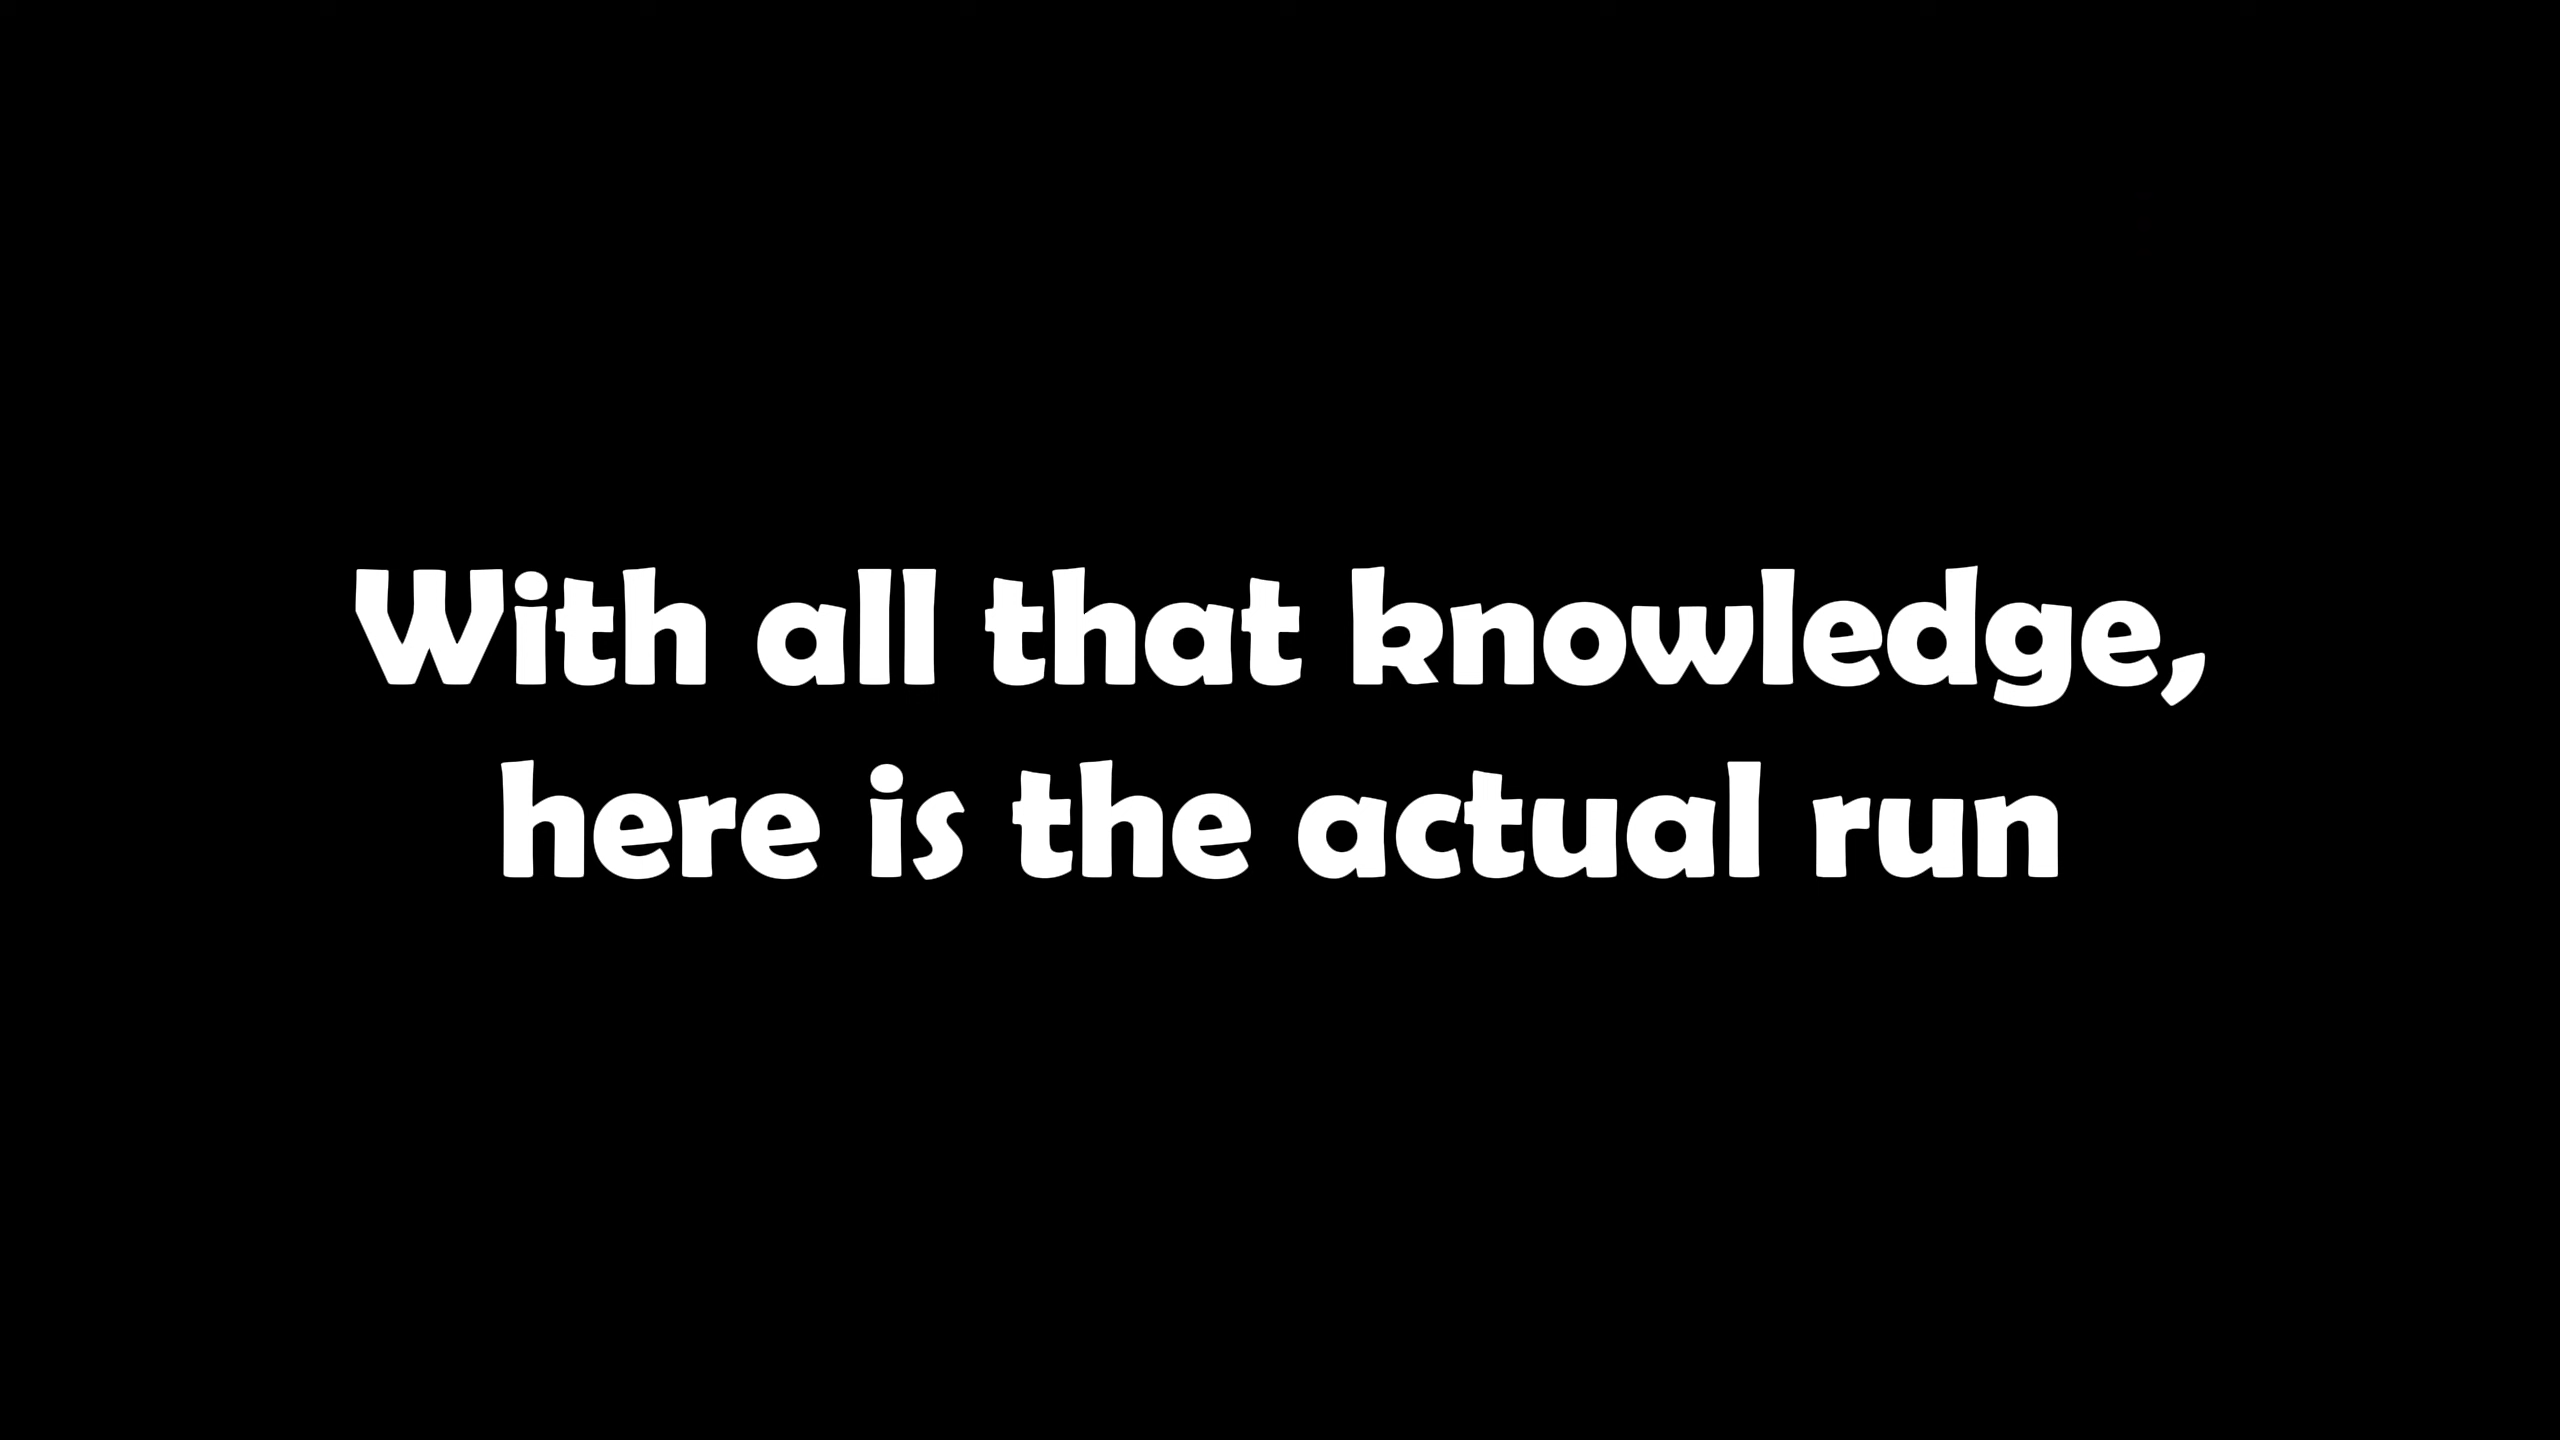 With all that knowledge,
here is the actual run